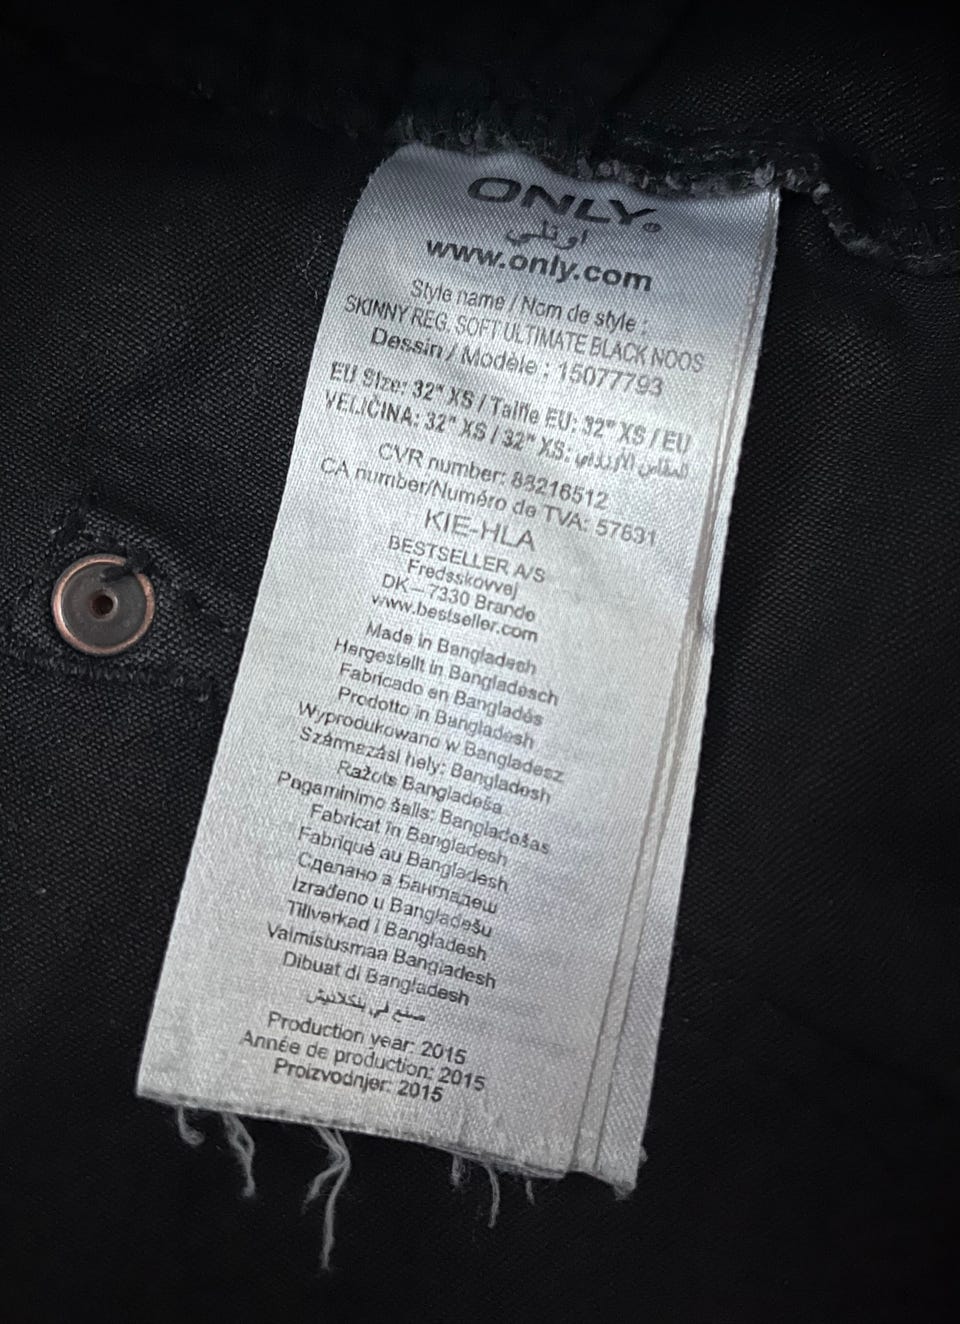 ONLY®
اونلي
www.only.com
Style name / Nom de style :
SKINNY REG. SOFT ULTIMATE BLACK NOOS
Dessin / Modèle : 15077793
EU Size: 32" XS / Taille EU: 32" XS / EU
VELIČINA: 32" XS / 32" XS: المقاس الأوروبي
CVR number: 88216512
CA number/Numéro de TVA: 57631
KIE-HLA
BESTSELLER A/S
Fredsskovvej
DK – 7330 Brande
www.bestseller.com
Made in Bangladesh
Hergestellt in Bangladesch
Fabricado en Bangladés
Prodotto in Bangladesh
Wyprodukowano w Bangladesz
Származási hely: Bangladesh
Ražots Bangladeša
Pagaminimo šalis: Bangladešas
Fabricat în Bangladesh
Fabriqué au Bangladesh
Сделано в Бангладеш
Izrađeno u Bangladešu
Tillverkad i Bangladesh
Valmistusmaa Bangladesh
Dibuat di Bangladesh
صنع في بنكلاديش
Production year: 2015
Année de production: 2015
Proizvodnjer: 2015